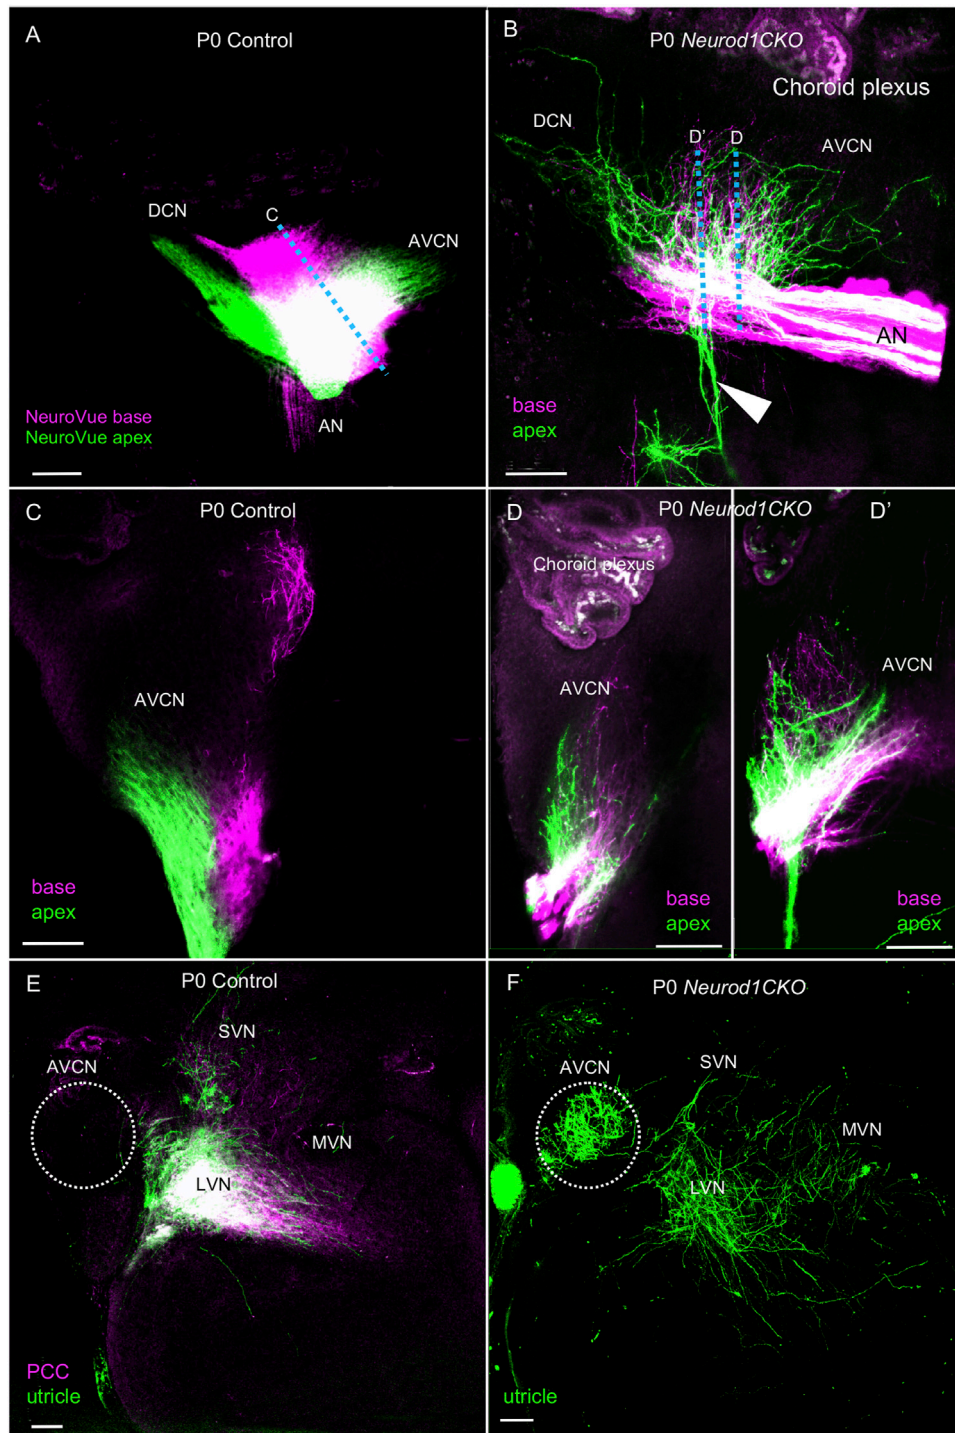 A
P0 Control
DCN
C
AVCN
NeuroVue base
NeuroVue apex
AN
B
P0 Neurod1CKO
Choroid plexus
DCN
D'
D
AVCN
AN
base
apex
C
P0 Control
AVCN
base
apex
D
P0 Neurod1CKO
D'
Choroid plexus
AVCN
AVCN
base
apex
base
apex
E
P0 Control
SVN
AVCN
MVN
LVN
PCC
utricle
F
P0 Neurod1CKO
AVCN
SVN
MVN
LVN
utricle